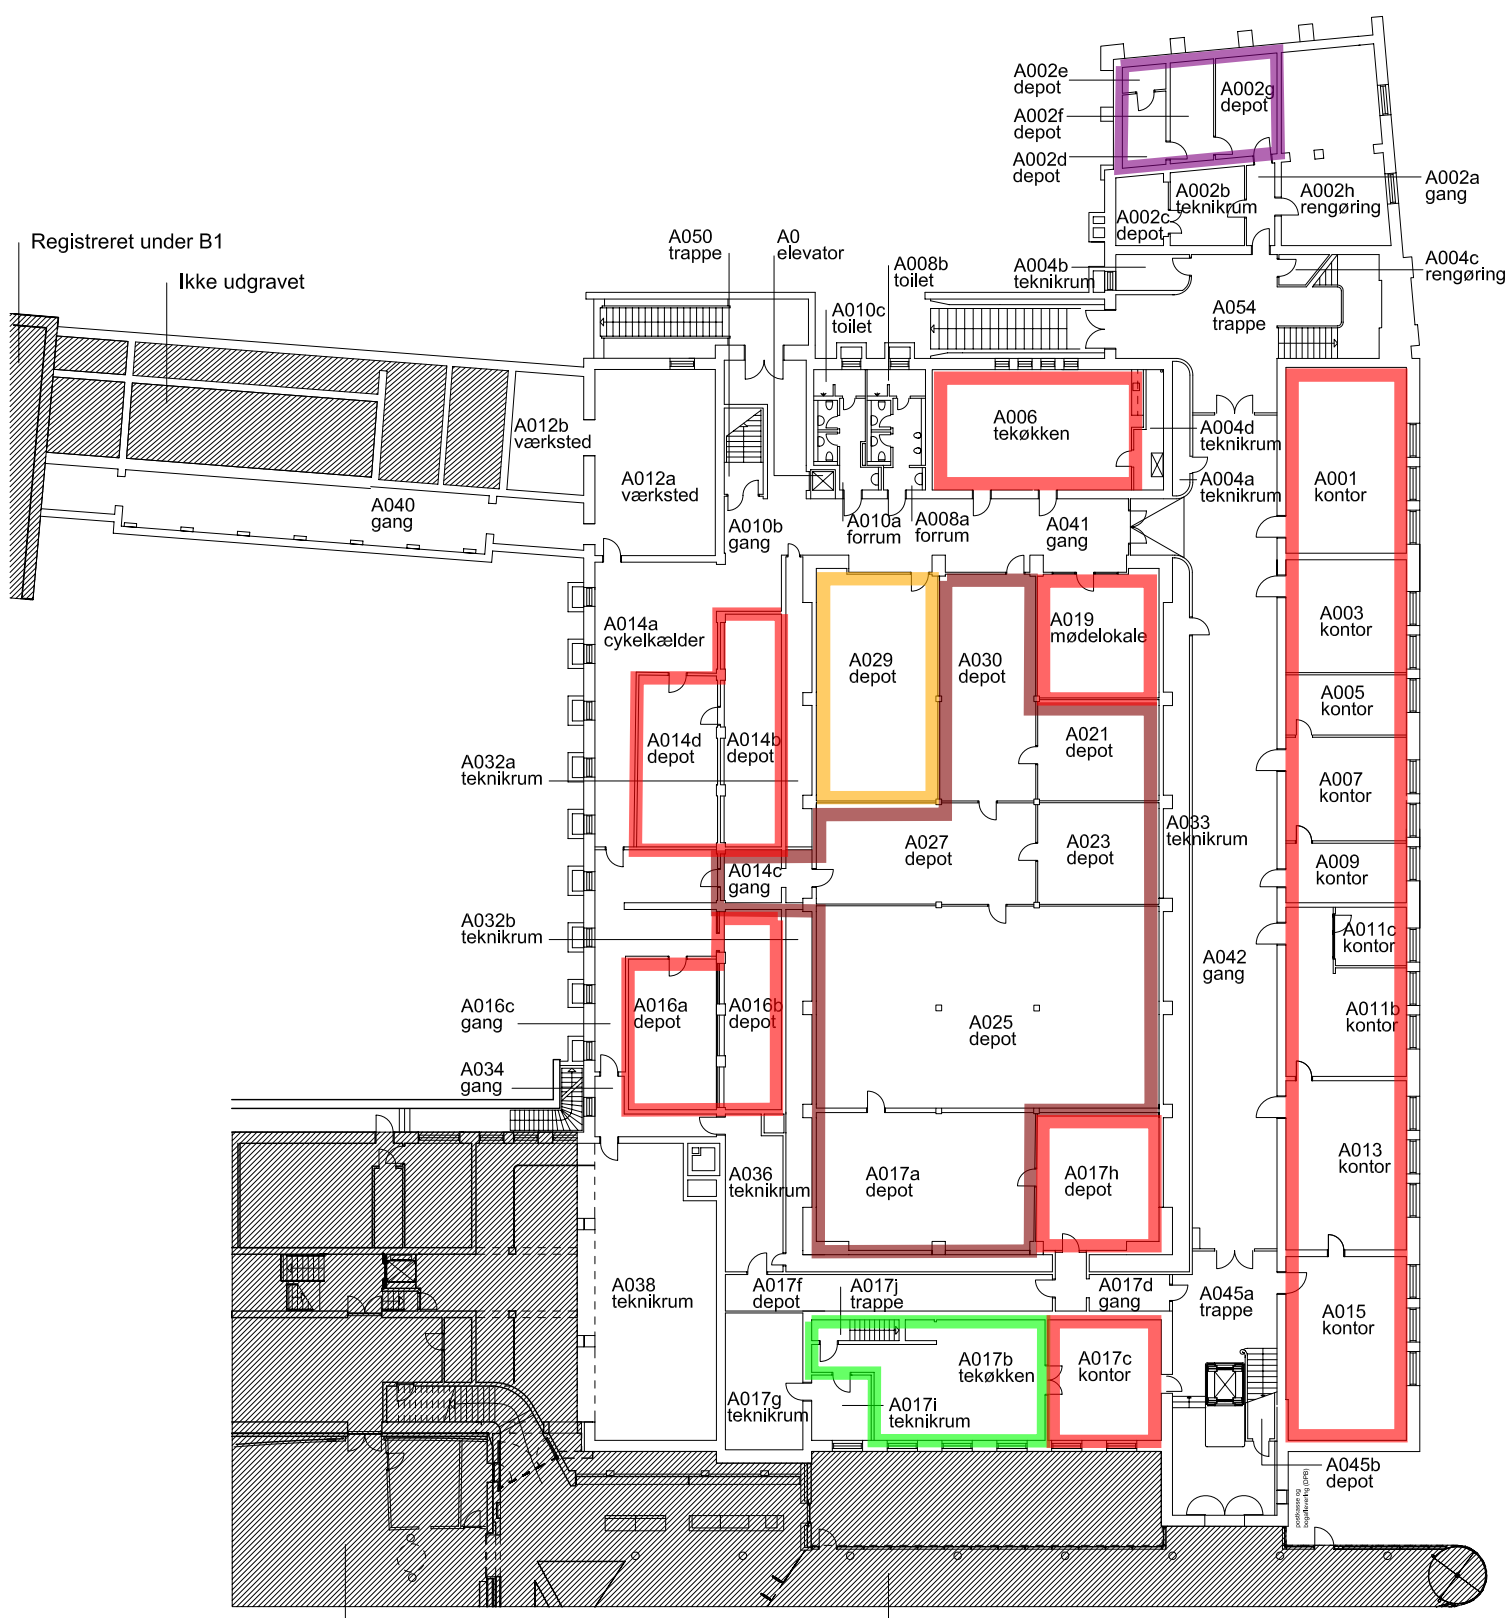 A002e
depot
A002g
depot
A002f
depot
A002d
depot
A002a
gang
A002b
teknikrum
A002h
rengøring
A002c
depot
Registreret under B1
Ikke udgravet
A050
trappe
A0
elevator
A008b
toilet
A004b
teknikrum
A004c
rengøring
A010c
toilet
A054
trappe
A012b
værksted
A006
tekøkken
A004d
teknikrum
A012a
værksted
A004a
teknikrum
A001
kontor
A040
gang
A010b
gang
A010a
forrum
A008a
forrum
A041
gang
A014a
cykelkælder
A019
mødelokale
A003
kontor
A029
depot
A030
depot
A005
kontor
A014d
depot
A014b
depot
A021
depot
A032a
teknikrum
A007
kontor
A027
depot
A023
depot
A033
teknikrum
A014c
gang
A009
kontor
A032b
teknikrum
A011c
kontor
A042
gang
A016c
gang
A016a
depot
A016b
depot
A025
depot
A011b
kontor
A034
gang
A036
teknikrum
A017a
depot
A017h
depot
A013
kontor
A038
teknikrum
A017f
depot
A017j
trappe
A017d
gang
A045a
trappe
A015
kontor
A017b
tekøkken
A017c
kontor
A017g
teknikrum
A017i
teknikrum
A045b
depot
postkasse og
bogaflevering (DPB)